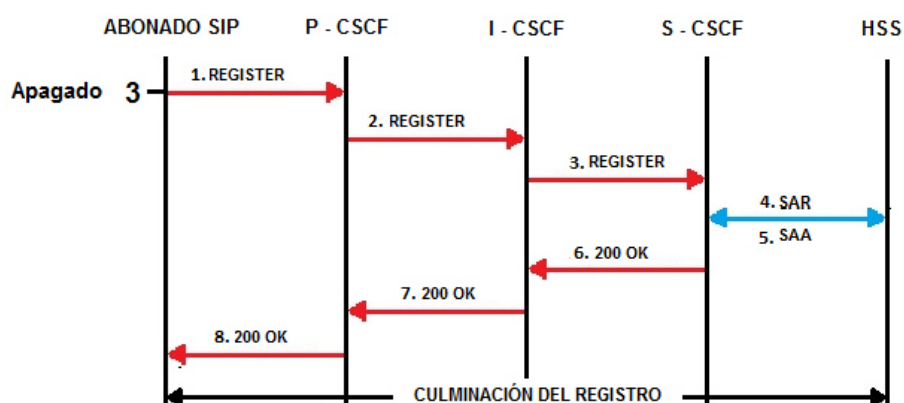 ABONADO SIP P - CSCF I - CSCF S - CSCF HSS
Apagado 3 1. REGISTER
2. REGISTER
3. REGISTER
4. SAR
5. SAA
6. 200 OK
7. 200 OK
8. 200 OK
CULMINACIÓN DEL REGISTRO